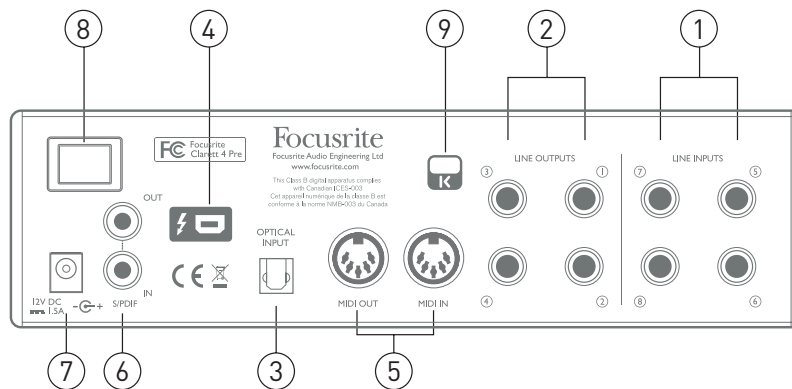 8
4
9
2
1
FC Focusrite
Clarett 4 Pre
Focusrite
Focusrite Audio Engineering Ltd
www.focusrite.com
This Class B digital apparatus complies
with Canadian ICES-003
Cet appareil numérique de la classe B est
conforme à la norme NMB-003 du Canada
K
LINE OUTPUTS
LINE INPUTS
3
1
7
5
OUT
OPTICAL
INPUT
CE
12V DC
1.5A
- +
S/PDIF
IN
MIDI OUT
MIDI IN
4
2
8
6
7
6
3
5